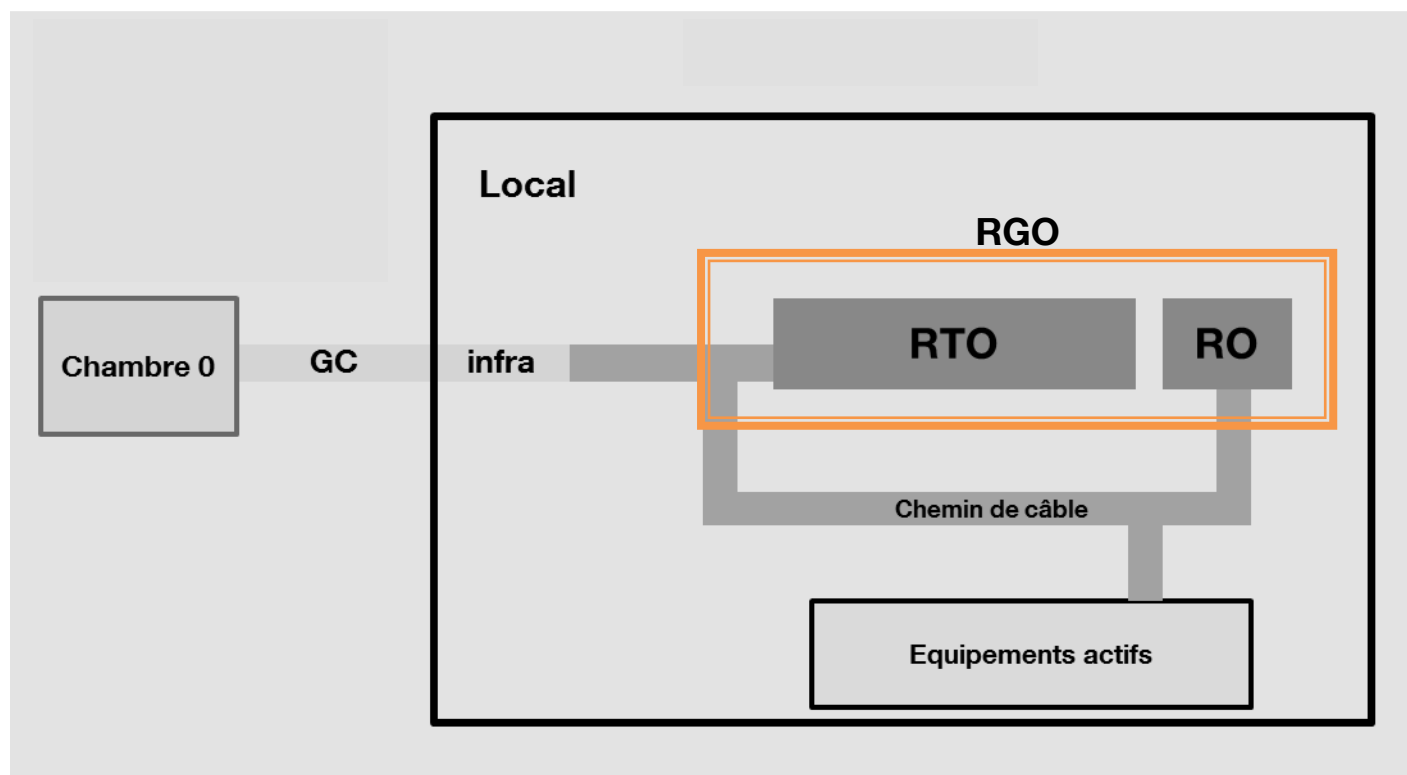 Local
RGO
RTO
RO
Chambre 0
GC
infra
Chemin de câble
Equipements actifs